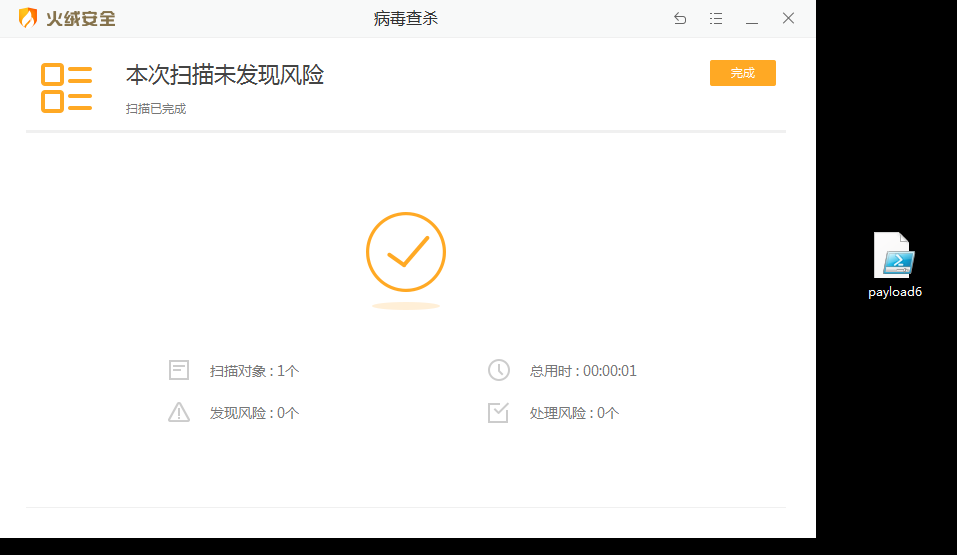 火绒安全
病毒查杀
本次扫描未发现风险
完成
扫描已完成
扫描对象 : 1个
总用时 : 00:00:01
发现风险 : 0个
处理风险 : 0个
payload6